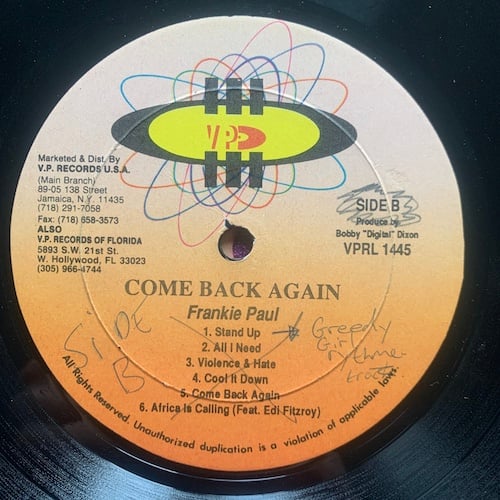 VP
Marketed & Dist. By
V.P. RECORDS U.S.A.
(Main Branch)
89-05 138 Street
Jamaica, N.Y. 11435
(718) 291-7058
Fax: (718) 658-3573
ALSO
V.P. RECORDS OF FLORIDA
5893 S.W. 21st St.
W. Hollywood, FL 33023
(305) 966-4744
SIDE B
Produce by
Bobby "Digital" Dixon
VPRL 1445
COME BACK AGAIN
Frankie Paul
1. Stand Up
2. All I Need
3. Violence & Hate
4. Cool It Down
5. Come Back Again
6. Africa Is Calling (Feat. Edi Fitzroy)
SIDE
B
Greedy
Girl
All Rights Reserved. Unauthorized duplication is a violation of applicable laws.